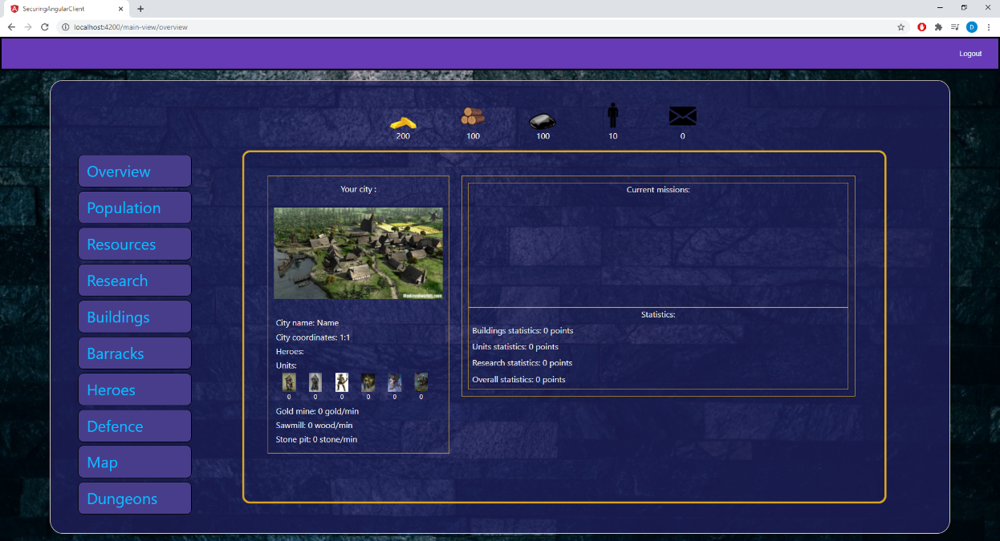 SecuringAngularClient
localhost:4200/main-view/overview
D
Logout
200
100
100
10
0
Overview
Population
Resources
Research
Buildings
Barracks
Heroes
Defence
Map
Dungeons
Your city :
City name: Name
City coordinates: 1:1
Heroes:
Units:
0 0 0 0 0 0
Gold mine: 0 gold/min
Sawmill: 0 wood/min
Stone pit: 0 stone/min
Current missions:
Statistics:
Buildings statistics: 0 points
Units statistics: 0 points
Research statistics: 0 points
Overall statistics: 0 points